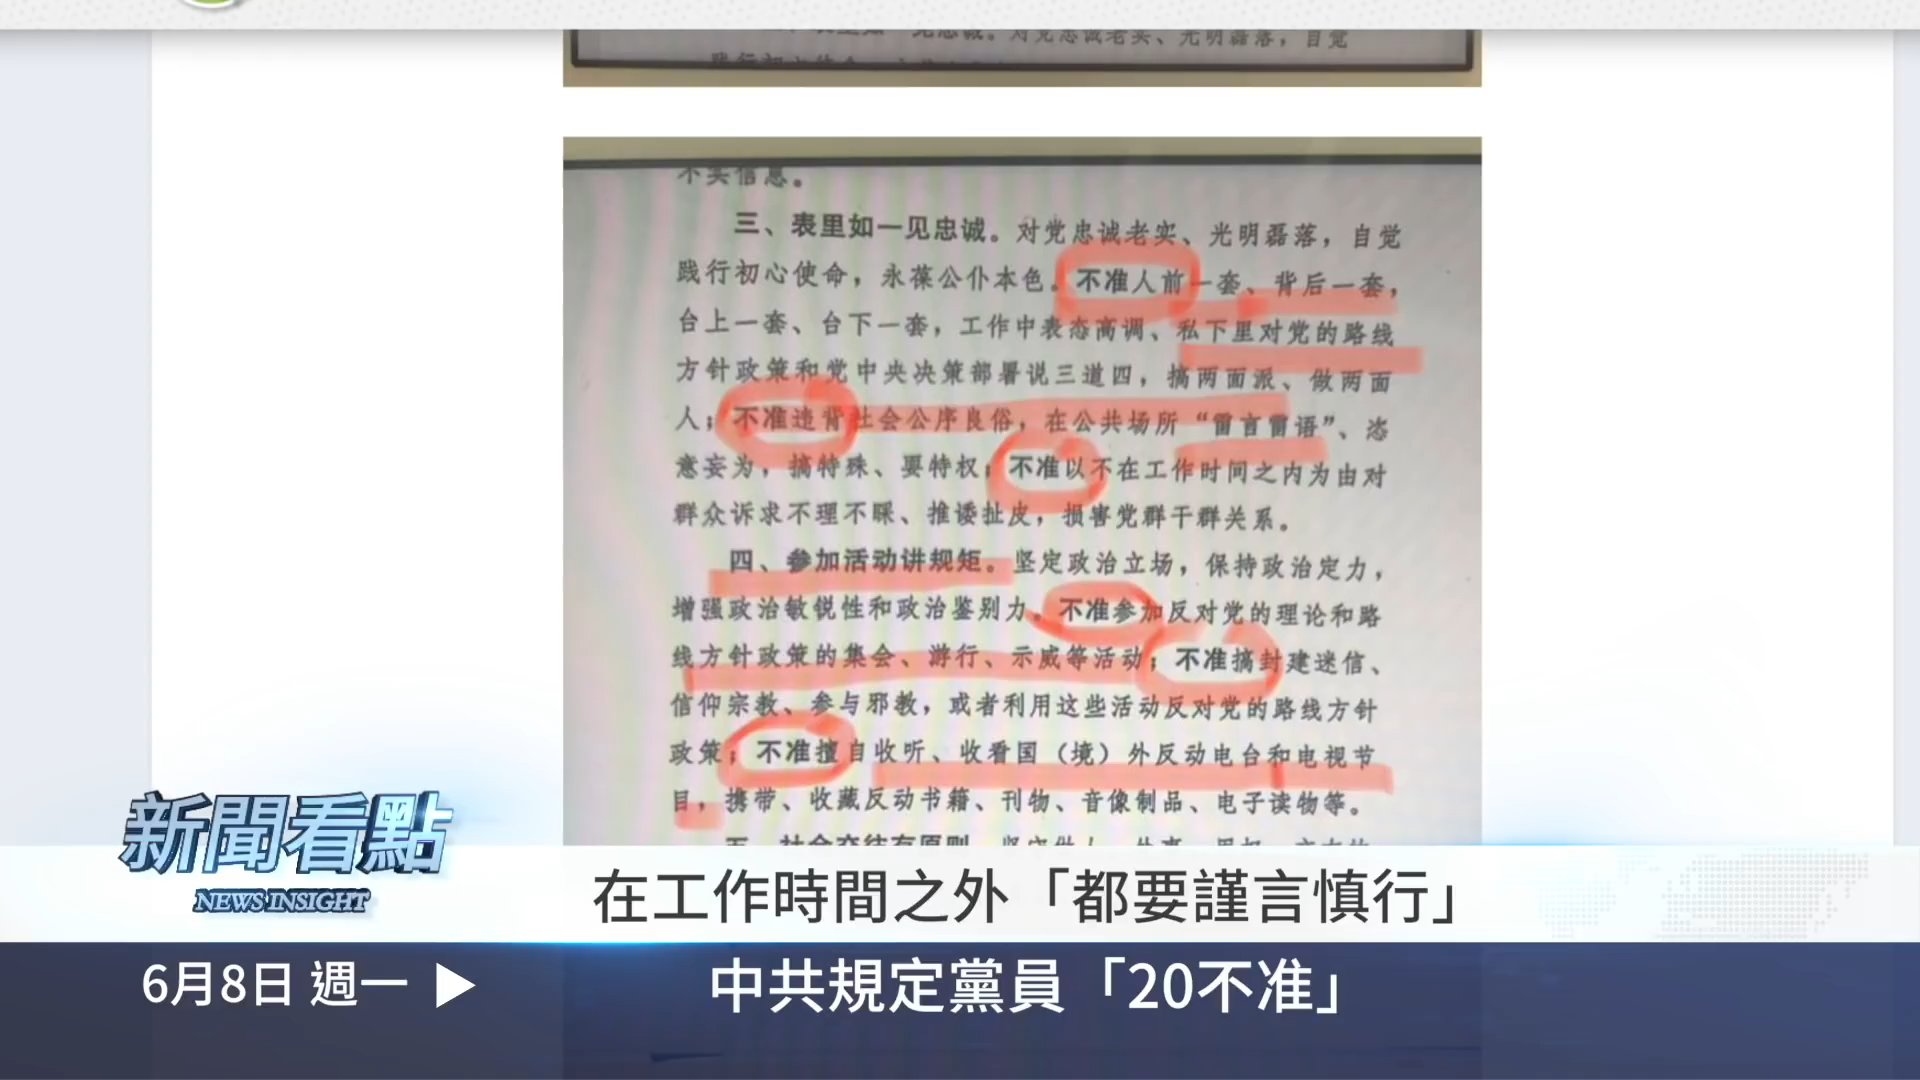 对党忠诚老实、光明磊落，自觉
不实信息。
三、表里如一见忠诚。对党忠诚老实、光明磊落，自觉
践行初心使命，永葆公仆本色。不准人前一套、背后一套，
台上一套、台下一套，工作中表态高调、私下里对党的路线
方针政策和党中央决策部署说三道四，搞两面派、做两面
人；不准违背社会公序良俗，在公共场所“雷言雷语”、恣
意妄为，搞特殊、耍特权；不准以不在工作时间之内为由对
群众诉求不理不睬、推诿扯皮，损害党群干群关系。
四、参加活动讲规矩。坚定政治立场，保持政治定力，
增强政治敏锐性和政治鉴别力。不准参加反对党的理论和路
线方针政策的集会、游行、示威等活动；不准搞封建迷信、
信仰宗教、参与邪教，或者利用这些活动反对党的路线方针
政策；不准擅自收听、收看国（境）外反动电台和电视节
目，携带、收藏反动书籍、刊物、音像制品、电子读物等。
新聞看點
NEWS INSIGHT
在工作時間之外「都要謹言慎行」
6月8日 週一
中共規定黨員「20不准」